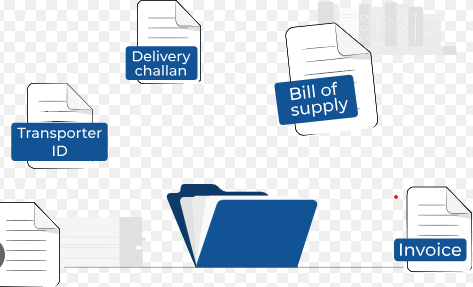 Delivery
challan
Bill of
supply
Transporter
ID
Invoice